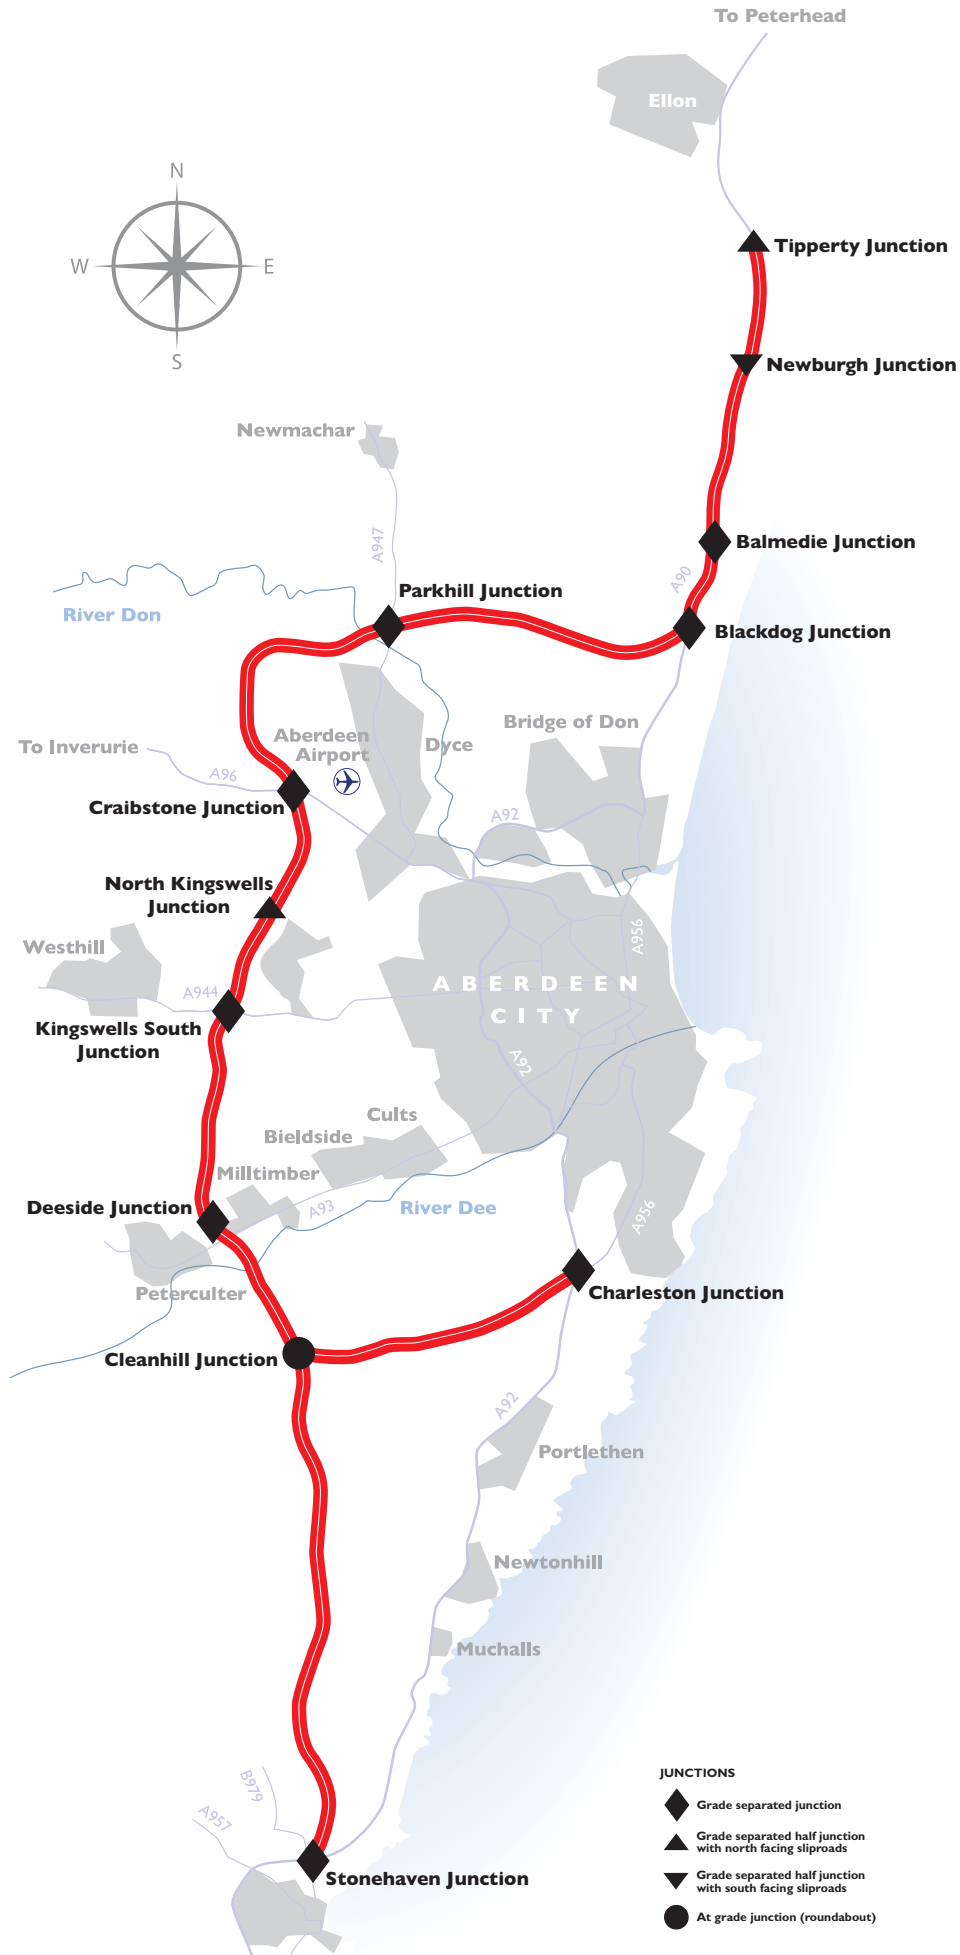 To Peterhead
Ellon
N
W
E
S
Tipperty Junction
Newburgh Junction
Newmachar
A947
Balmedie Junction
A90
Parkhill Junction
River Don
Blackdog Junction
Bridge of Don
Aberdeen
Airport
Dyce
To Inverurie
A96
Craibstone Junction
A92
North Kingswells
Junction
Westhill
A956
A944
ABERDEEN
CITY
Kingswells South
Junction
A92
Cults
Bieldside
Milltimber
Deeside Junction
A93
River Dee
A956
Peterculter
Charleston Junction
Cleanhill Junction
A92
Portlethen
Newtonhill
Muchalls
B979
A957
Stonehaven Junction
JUNCTIONS
Grade separated junction
Grade separated half junction
with north facing sliproads
Grade separated half junction
with south facing sliproads
At grade junction (roundabout)